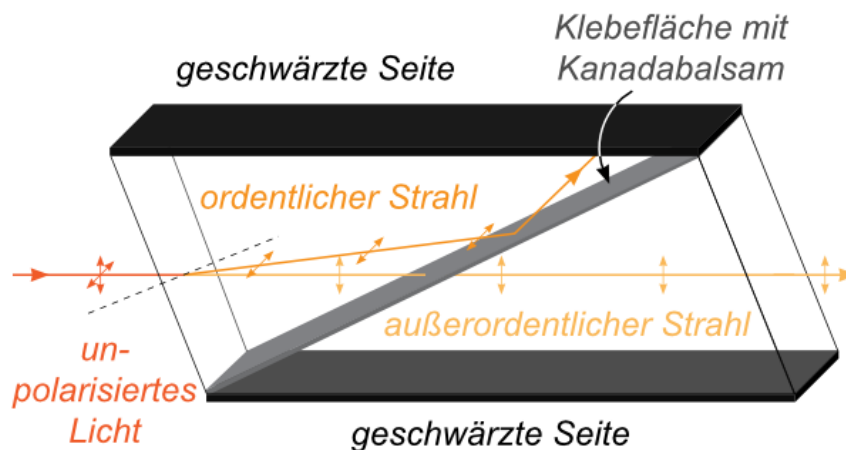 Klebefläche mit
Kanadabalsam
geschwärzte Seite
ordentlicher Strahl
außerordentlicher Strahl
un-
polarisiertes
Licht
geschwärzte Seite